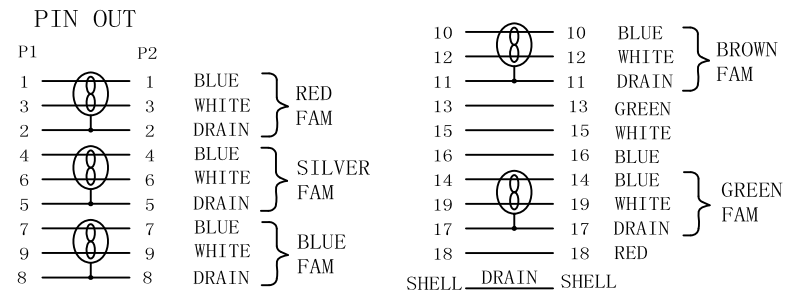 PIN OUT
P1 P2
1 1 BLUE
3 3 WHITE
2 2 DRAIN
RED
FAM
4 4 BLUE
6 6 WHITE
5 5 DRAIN
SILVER
FAM
7 7 BLUE
9 9 WHITE
8 8 DRAIN
BLUE
FAM
10 10 BLUE
12 12 WHITE
11 11 DRAIN
BROWN
FAM
13 13 GREEN
15 15 WHITE
16 16 BLUE
14 14 BLUE
19 19 WHITE
17 17 DRAIN
GREEN
FAM
18 18 RED
SHELL DRAIN SHELL